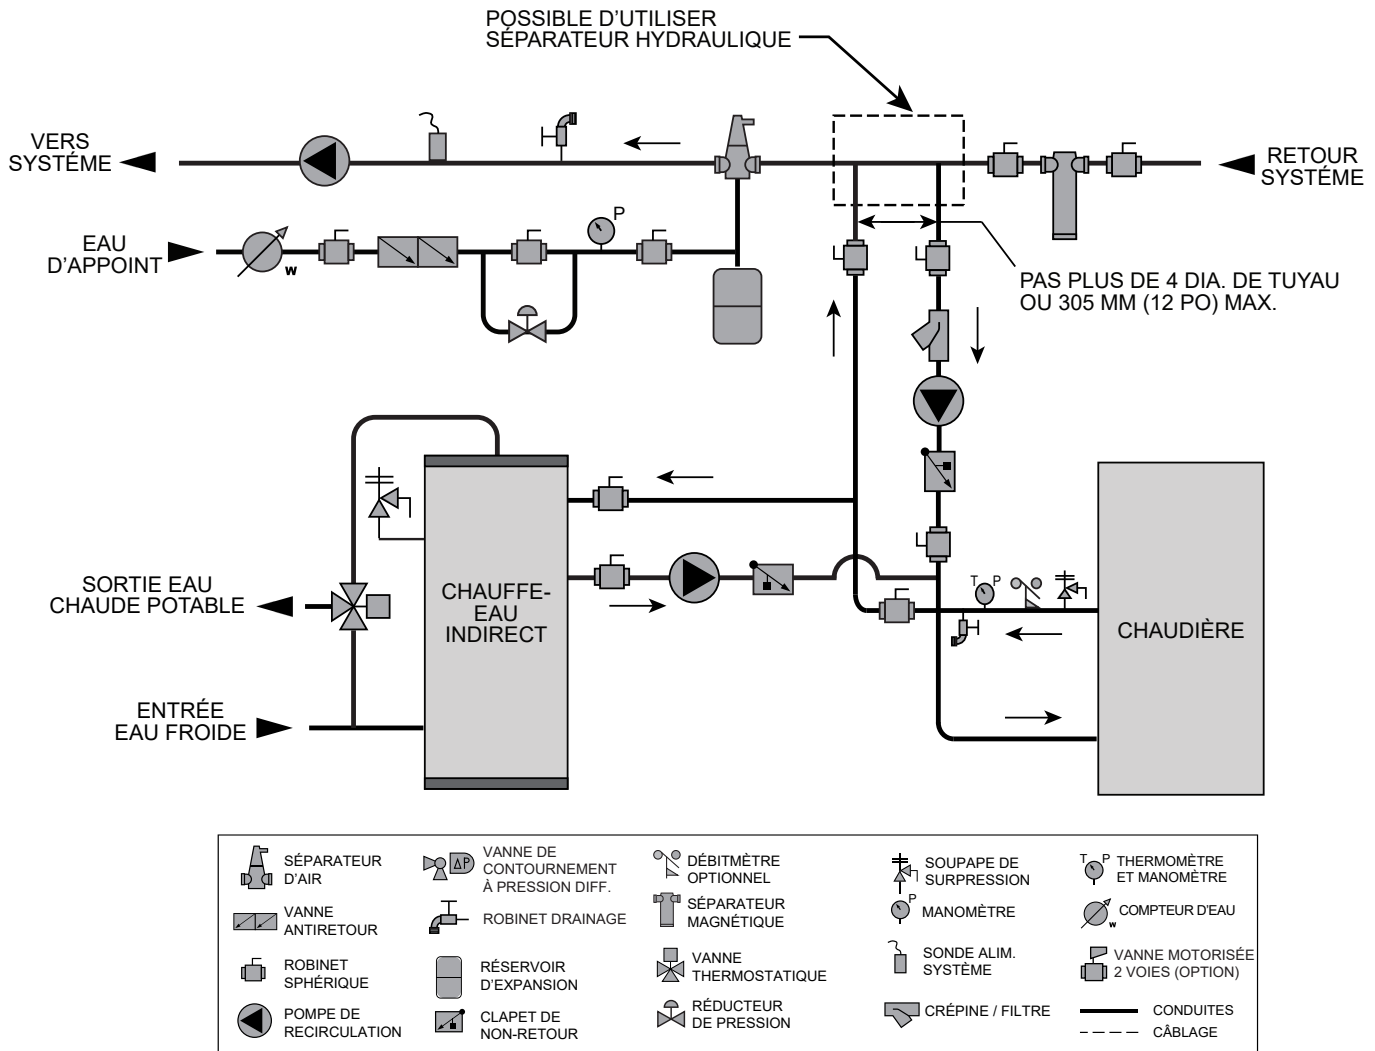 POSSIBLE D'UTILISER
SÉPARATEUR HYDRAULIQUE
VERS
SYSTÉME
RETOUR
SYSTÉME
EAU
D'APPOINT
W
P
PAS PLUS DE 4 DIA. DE TUYAU
OU 305 MM (12 PO) MAX.
SORTIE EAU
CHAUDE POTABLE
CHAUFFE-
EAU
INDIRECT
T P
CHAUDIÈRE
ENTRÉE
EAU FROIDE
SÉPARATEUR
D'AIR
VANNE
ANTIRETOUR
ROBINET
SPHÉRIQUE
POMPE DE
RECIRCULATION
ΔP
VANNE DE
CONTOURNEMENT
À PRESSION DIFF.
ROBINET DRAINAGE
RÉSERVOIR
D'EXPANSION
CLAPET DE
NON-RETOUR
DÉBITMÈTRE
OPTIONNEL
SÉPARATEUR
MAGNÉTIQUE
VANNE
THERMOSTATIQUE
RÉDUCTEUR
DE PRESSION
SOUPAPE DE
SURPRESSION
P
MANOMÈTRE
SONDE ALIM.
SYSTÈME
CRÉPINE / FILTRE
T P
THERMOMÈTRE
ET MANOMÈTRE
W
COMPTEUR D'EAU
VANNE MOTORISÉE
2 VOIES (OPTION)
CONDUITES
CÂBLAGE